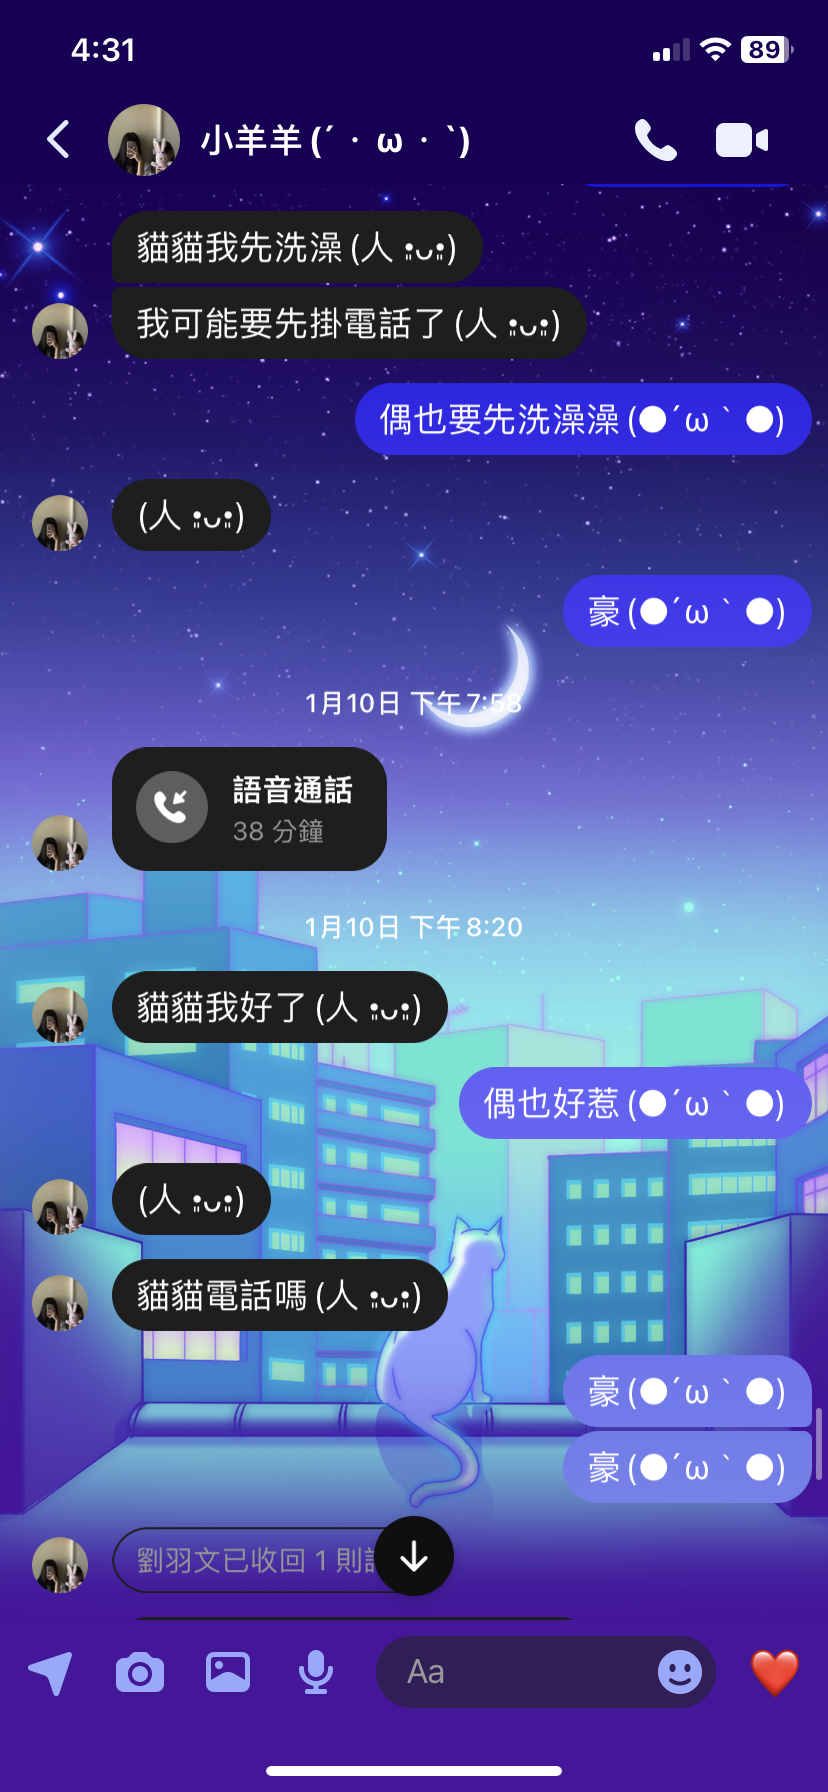 4:31
89
小羊羊 (´・ω・`)
貓貓我先洗澡 (人 •ᴗ•)
我可能要先掛電話了 (人 •ᴗ•)
偶也要先洗澡澡 (●´ω｀●)
(人 •ᴗ•)
豪 (●´ω｀●)
1月10日 下午 7:58
語音通話
38 分鐘
1月10日 下午 8:20
貓貓我好了 (人 •ᴗ•)
偶也好惹 (●´ω｀●)
(人 •ᴗ•)
貓貓電話嗎 (人 •ᴗ•)
豪 (●´ω｀●)
豪 (●´ω｀●)
劉羽文已收回 1 則
Aa